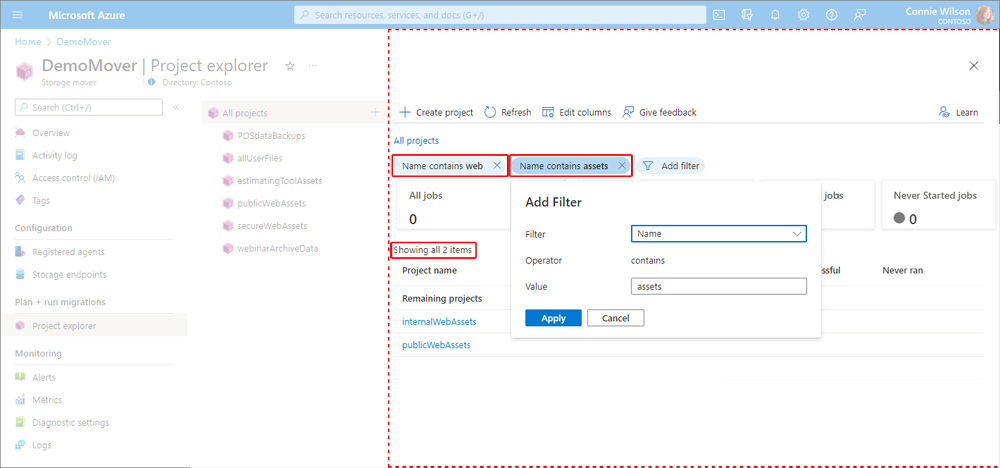 Microsoft Azure
Search resources, services, and docs (G+/)
Connie Wilson
CONTOSO
Home > DemoMover
DemoMover | Project explorer
Storage mover
Directory: Contoso
Search (Ctrl+/)
Overview
Activity log
Access control (IAM)
Tags
Configuration
Registered agents
Storage endpoints
Plan + run migrations
Project explorer
Monitoring
Alerts
Metrics
Diagnostic settings
Logs
All projects
POSdataBackups
allUserFiles
estimatingToolAssets
publicWebAssets
secureWebAssets
webinarArchiveData
Create project
Refresh
Edit columns
Give feedback
Learn
All projects
Name contains web
Name contains assets
Add filter
All jobs
0
jobs
Never Started jobs
0
Showing all 2 items
Project name
Never ran
Remaining projects
internalWebAssets
publicWebAssets
Add Filter
Filter
Name
Operator
contains
Value
assets
Apply
Cancel